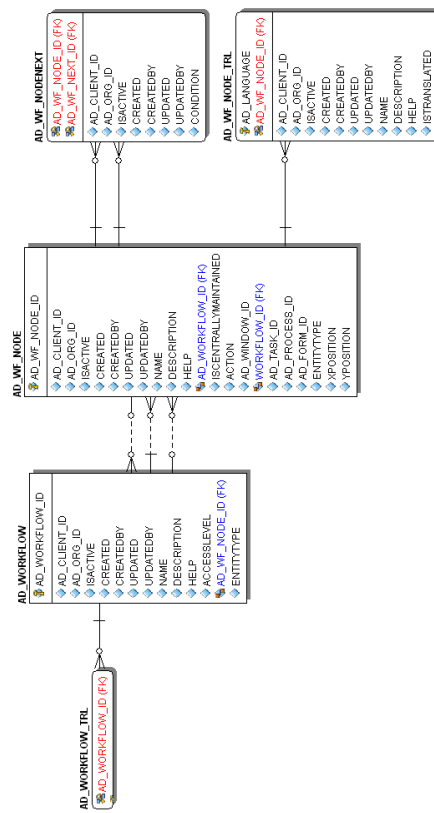 AD_WORKFLOW_TRL
AD_WORKFLOW_ID (FK)
AD_WORKFLOW
AD_WORKFLOW_ID
AD_CLIENT_ID
AD_ORG_ID
ISACTIVE
CREATED
CREATEDBY
UPDATED
UPDATEDBY
NAME
DESCRIPTION
HELP
ACCESSLEVEL
AD_WF_NODE_ID (FK)
ENTITYTYPE
AD_WF_NODE
AD_WF_NODE_ID
AD_CLIENT_ID
AD_ORG_ID
ISACTIVE
CREATED
CREATEDBY
UPDATED
UPDATEDBY
NAME
DESCRIPTION
HELP
AD_WORKFLOW_ID (FK)
ISCENTRALLYMAINTAINED
ACTION
AD_WINDOW_ID
WORKFLOW_ID (FK)
AD_TASK_ID
AD_PROCESS_ID
AD_FORM_ID
ENTITYTYPE
XPOSITION
YPOSITION
AD_WF_NODENEXT
AD_WF_NODE_ID (FK)
AD_WF_NEXT_ID (FK)
AD_CLIENT_ID
AD_ORG_ID
ISACTIVE
CREATED
CREATEDBY
UPDATED
UPDATEDBY
CONDITION
AD_WF_NODE_TRL
AD_LANGUAGE
AD_WF_NODE_ID (FK)
AD_CLIENT_ID
AD_ORG_ID
ISACTIVE
CREATED
CREATEDBY
UPDATED
UPDATEDBY
NAME
DESCRIPTION
HELP
ISTRANSLATED